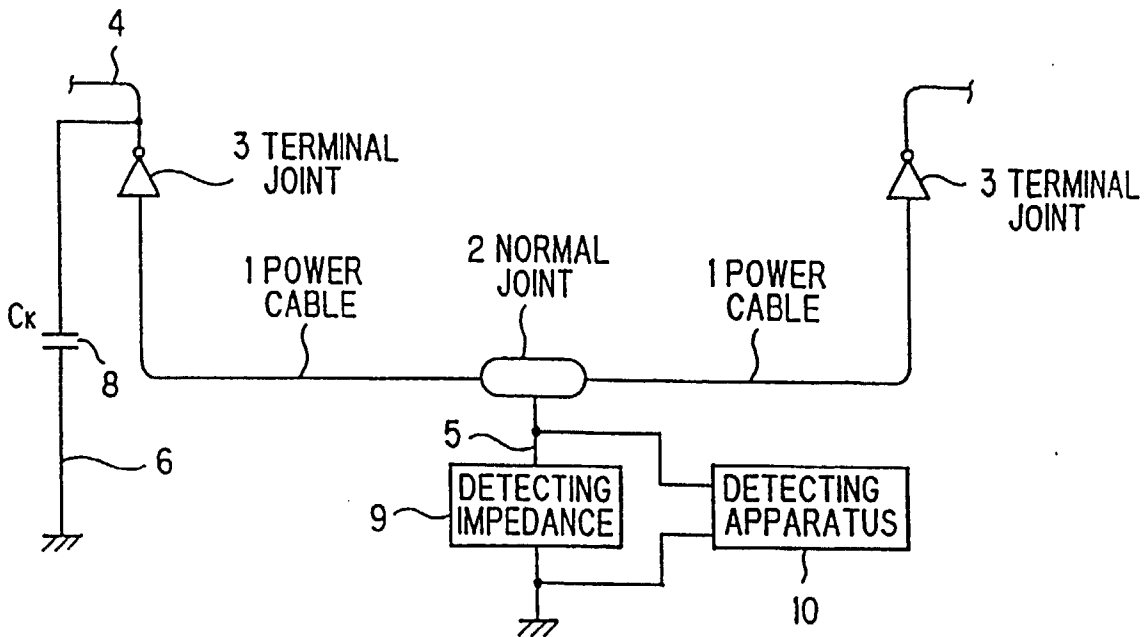 4
3 TERMINAL
JOINT
3 TERMINAL
JOINT
2 NORMAL
JOINT
1 POWER
CABLE
1 POWER
CABLE
CK
8
6
5
9
DETECTING
IMPEDANCE
DETECTING
APPARATUS
10